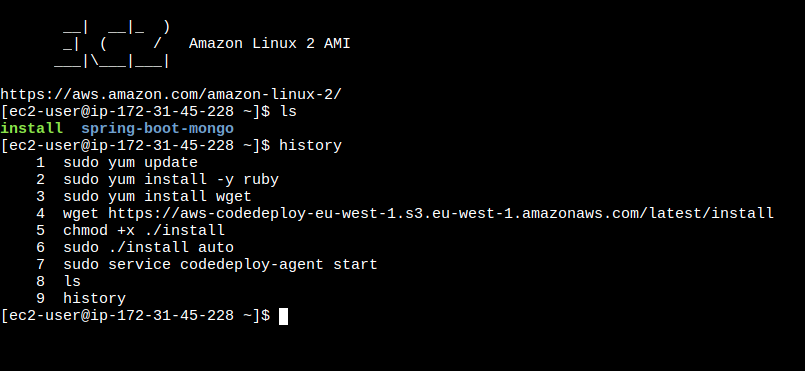 __|  __|_  )
       _|  (     /   Amazon Linux 2 AMI
      ___|\___|___|
https://aws.amazon.com/amazon-linux-2/
[ec2-user@ip-172-31-45-228 ~]$ ls
install  spring-boot-mongo
[ec2-user@ip-172-31-45-228 ~]$ history
    1  sudo yum update
    2  sudo yum install -y ruby
    3  sudo yum install wget
    4  wget https://aws-codedeploy-eu-west-1.s3.eu-west-1.amazonaws.com/latest/install
    5  chmod +x ./install
    6  sudo ./install auto
    7  sudo service codedeploy-agent start
    8  ls
    9  history
[ec2-user@ip-172-31-45-228 ~]$